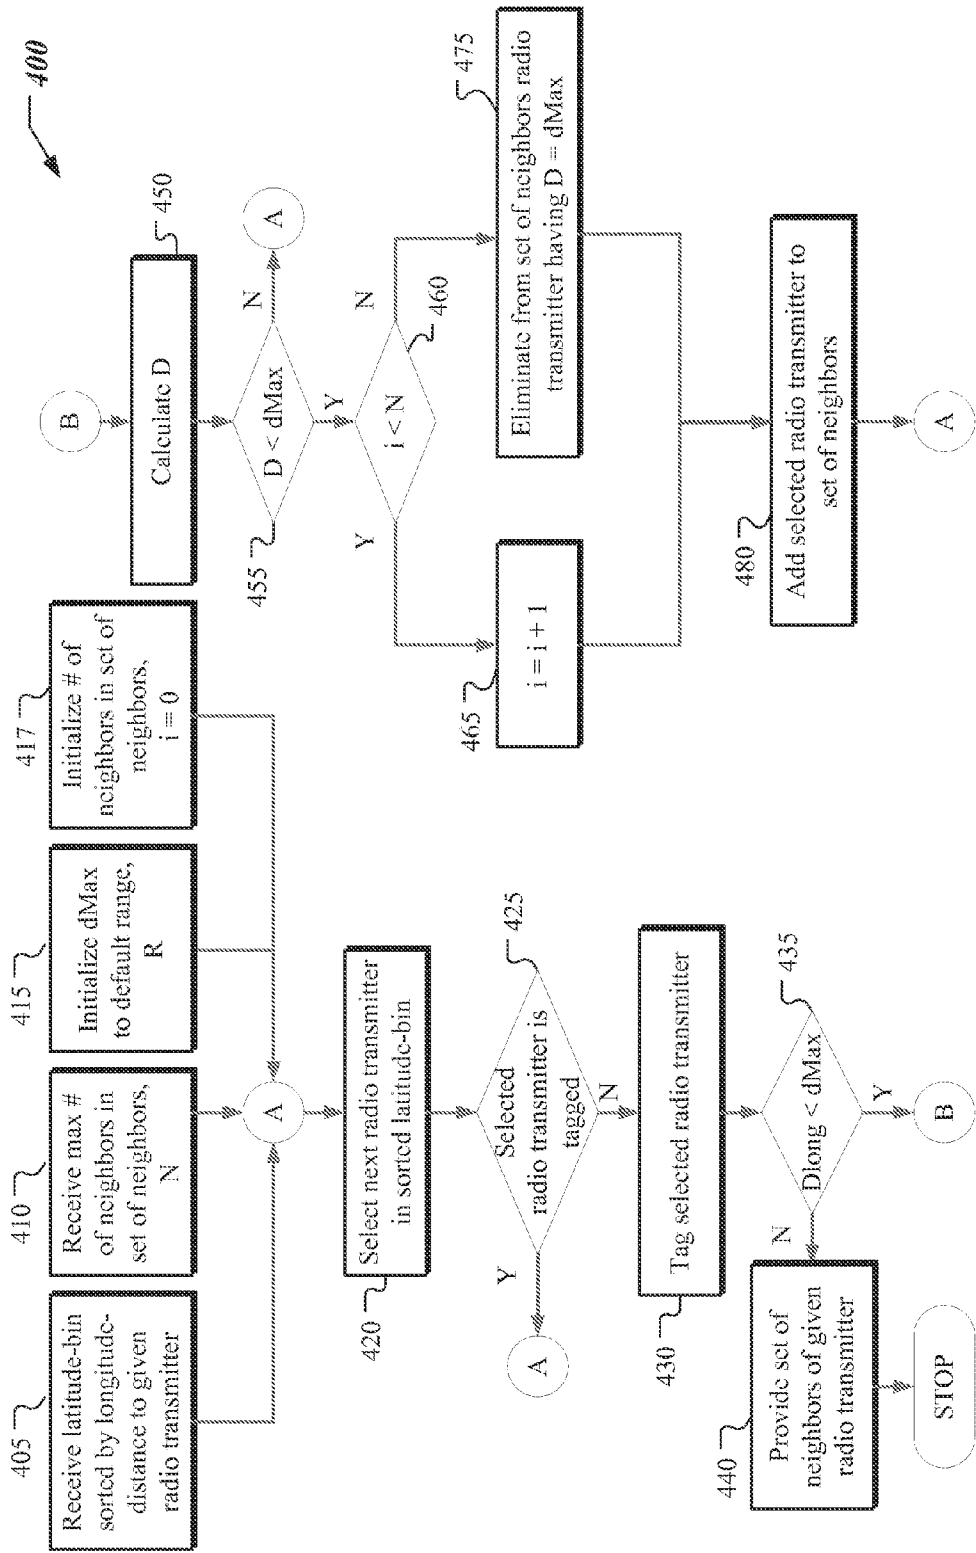 400
405
Receive latitude-bin
sorted by longitude-
distance to given
radio transmitter
410
Receive max #
of neighbors in
set of neighbors,
N
415
Initialize dMax
to default range,
R
417
Initialize # of
neighbors in set of
neighbors,
i = 0
A
420
Select next radio transmitter
in sorted latitude-bin
425
Selected
radio transmitter is
tagged
Y
A
N
430
Tag selected radio transmitter
435
Dlong < dMax
N
Y
B
440
Provide set of
neighbors of given
radio transmitter
STOP
B
450
Calculate D
455
D < dMax
N
A
Y
460
i < N
Y
N
465
i = i + 1
475
Eliminate from set of neighbors radio
transmitter having D = dMax
480
Add selected radio transmitter to
set of neighbors
A